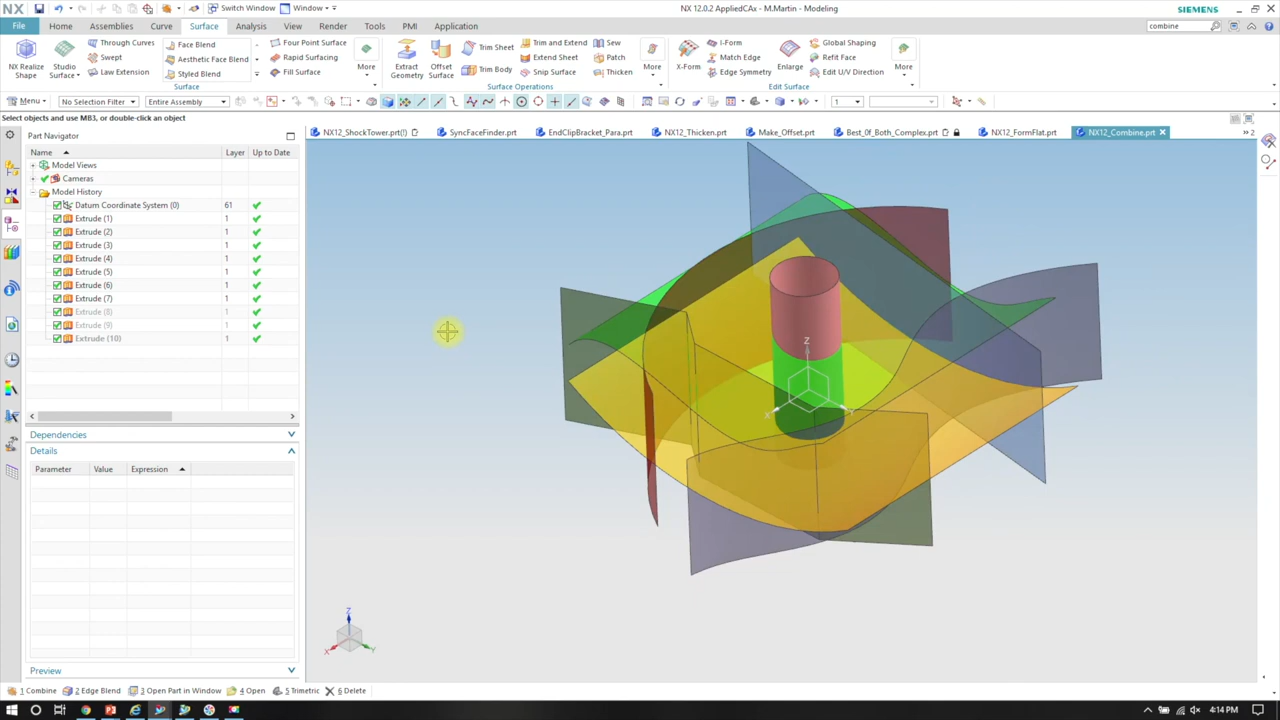 NX
Switch Window
Window
NX 12.0.2 AppliedCAx - M.Martin - Modeling
SIEMENS
File
Home
Assemblies
Curve
Surface
Analysis
View
Render
Tools
PMI
Application
combine
NX Realize Shape
Studio Surface
Through Curves
Swept
Law Extension
Face Blend
Aesthetic Face Blend
Styled Blend
Four Point Surface
Rapid Surfacing
Fill Surface
More
Surface
Extract Geometry
Offset Surface
Trim Sheet
Trim Body
Trim and Extend
Extend Sheet
Snip Surface
Sew
Patch
Thicken
More
Surface Operations
X-Form
I-Form
Match Edge
Edge Symmetry
Enlarge
Global Shaping
Refit Face
Edit U/V Direction
More
Edit Surface
Menu
No Selection Filter
Entire Assembly
1
Select objects and use MB3, or double-click an object
Part Navigator
NX12_ShockTower.prt(!)
SyncFaceFinder.prt
EndClipBracket_Para.prt
NX12_Thicken.prt
Make_Offset.prt
Best_0f_Both_Complex.prt
NX12_FormFlat.prt
NX12_Combine.prt
2
Name
Layer
Up to Date
Model Views
Cameras
Model History
Datum Coordinate System (0) 61
Extrude (1) 1
Extrude (2) 1
Extrude (3) 1
Extrude (4) 1
Extrude (5) 1
Extrude (6) 1
Extrude (7) 1
Extrude (8) 1
Extrude (9) 1
Extrude (10) 1
Dependencies
Details
Parameter
Value
Expression
Preview
Z
X
Y
Z
X
Y
1 Combine
2 Edge Blend
3 Open Part in Window
4 Open
5 Trimetric
6 Delete
4:14 PM